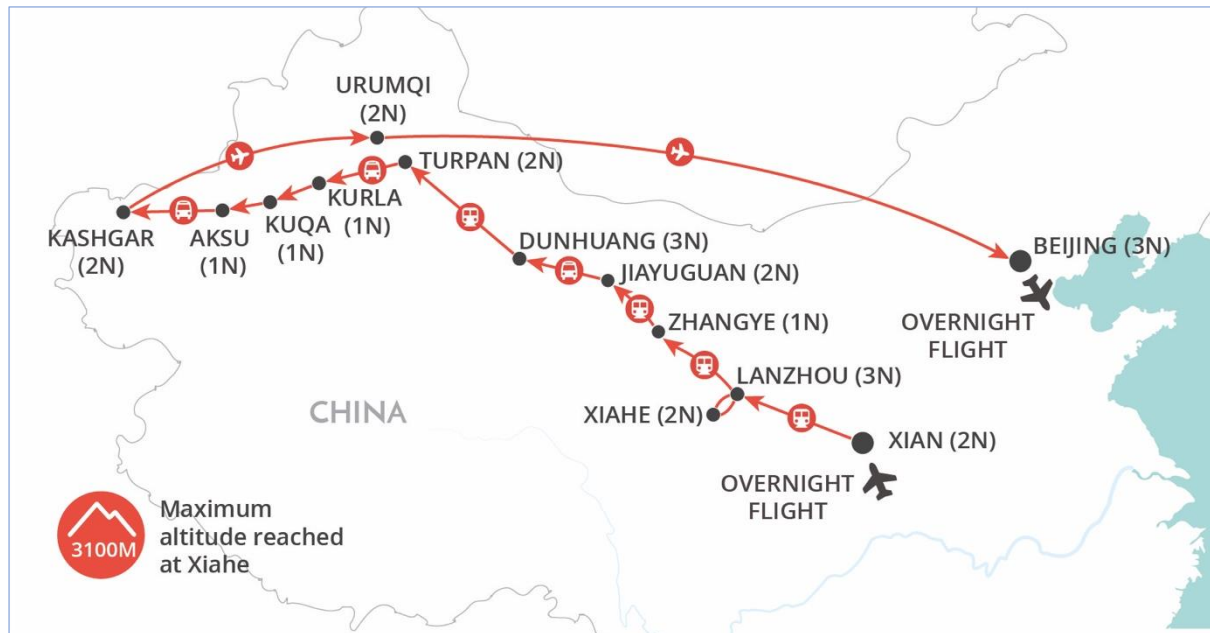 URUMQI
(2N)
TURPAN (2N)
KURLA
(1N)
KUQA
(1N)
AKSU
(1N)
KASHGAR
(2N)
DUNHUANG (3N)
JIAYUGUAN (2N)
ZHANGYE (1N)
LANZHOU (3N)
XIAHE (2N)
XIAN (2N)
OVERNIGHT
FLIGHT
BEIJING (3N)
OVERNIGHT
FLIGHT
CHINA
3100M
Maximum
altitude reached
at Xiahe